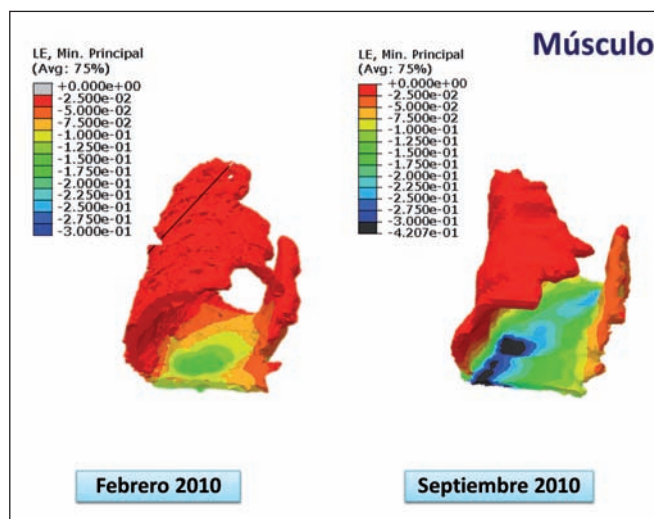 Músculo
LE, Min. Principal
(Avg: 75%)
+0.000e+00
-2.500e-02
-5.000e-02
-7.500e-02
-1.000e-01
-1.250e-01
-1.500e-01
-1.750e-01
-2.000e-01
-2.250e-01
-2.500e-01
-2.750e-01
-3.000e-01
LE, Min. Principal
(Avg: 75%)
+0.000e+00
-2.500e-02
-5.000e-02
-7.500e-02
-1.000e-01
-1.250e-01
-1.500e-01
-1.750e-01
-2.000e-01
-2.250e-01
-2.500e-01
-2.750e-01
-3.000e-01
-4.207e-01
Febrero 2010
Septiembre 2010